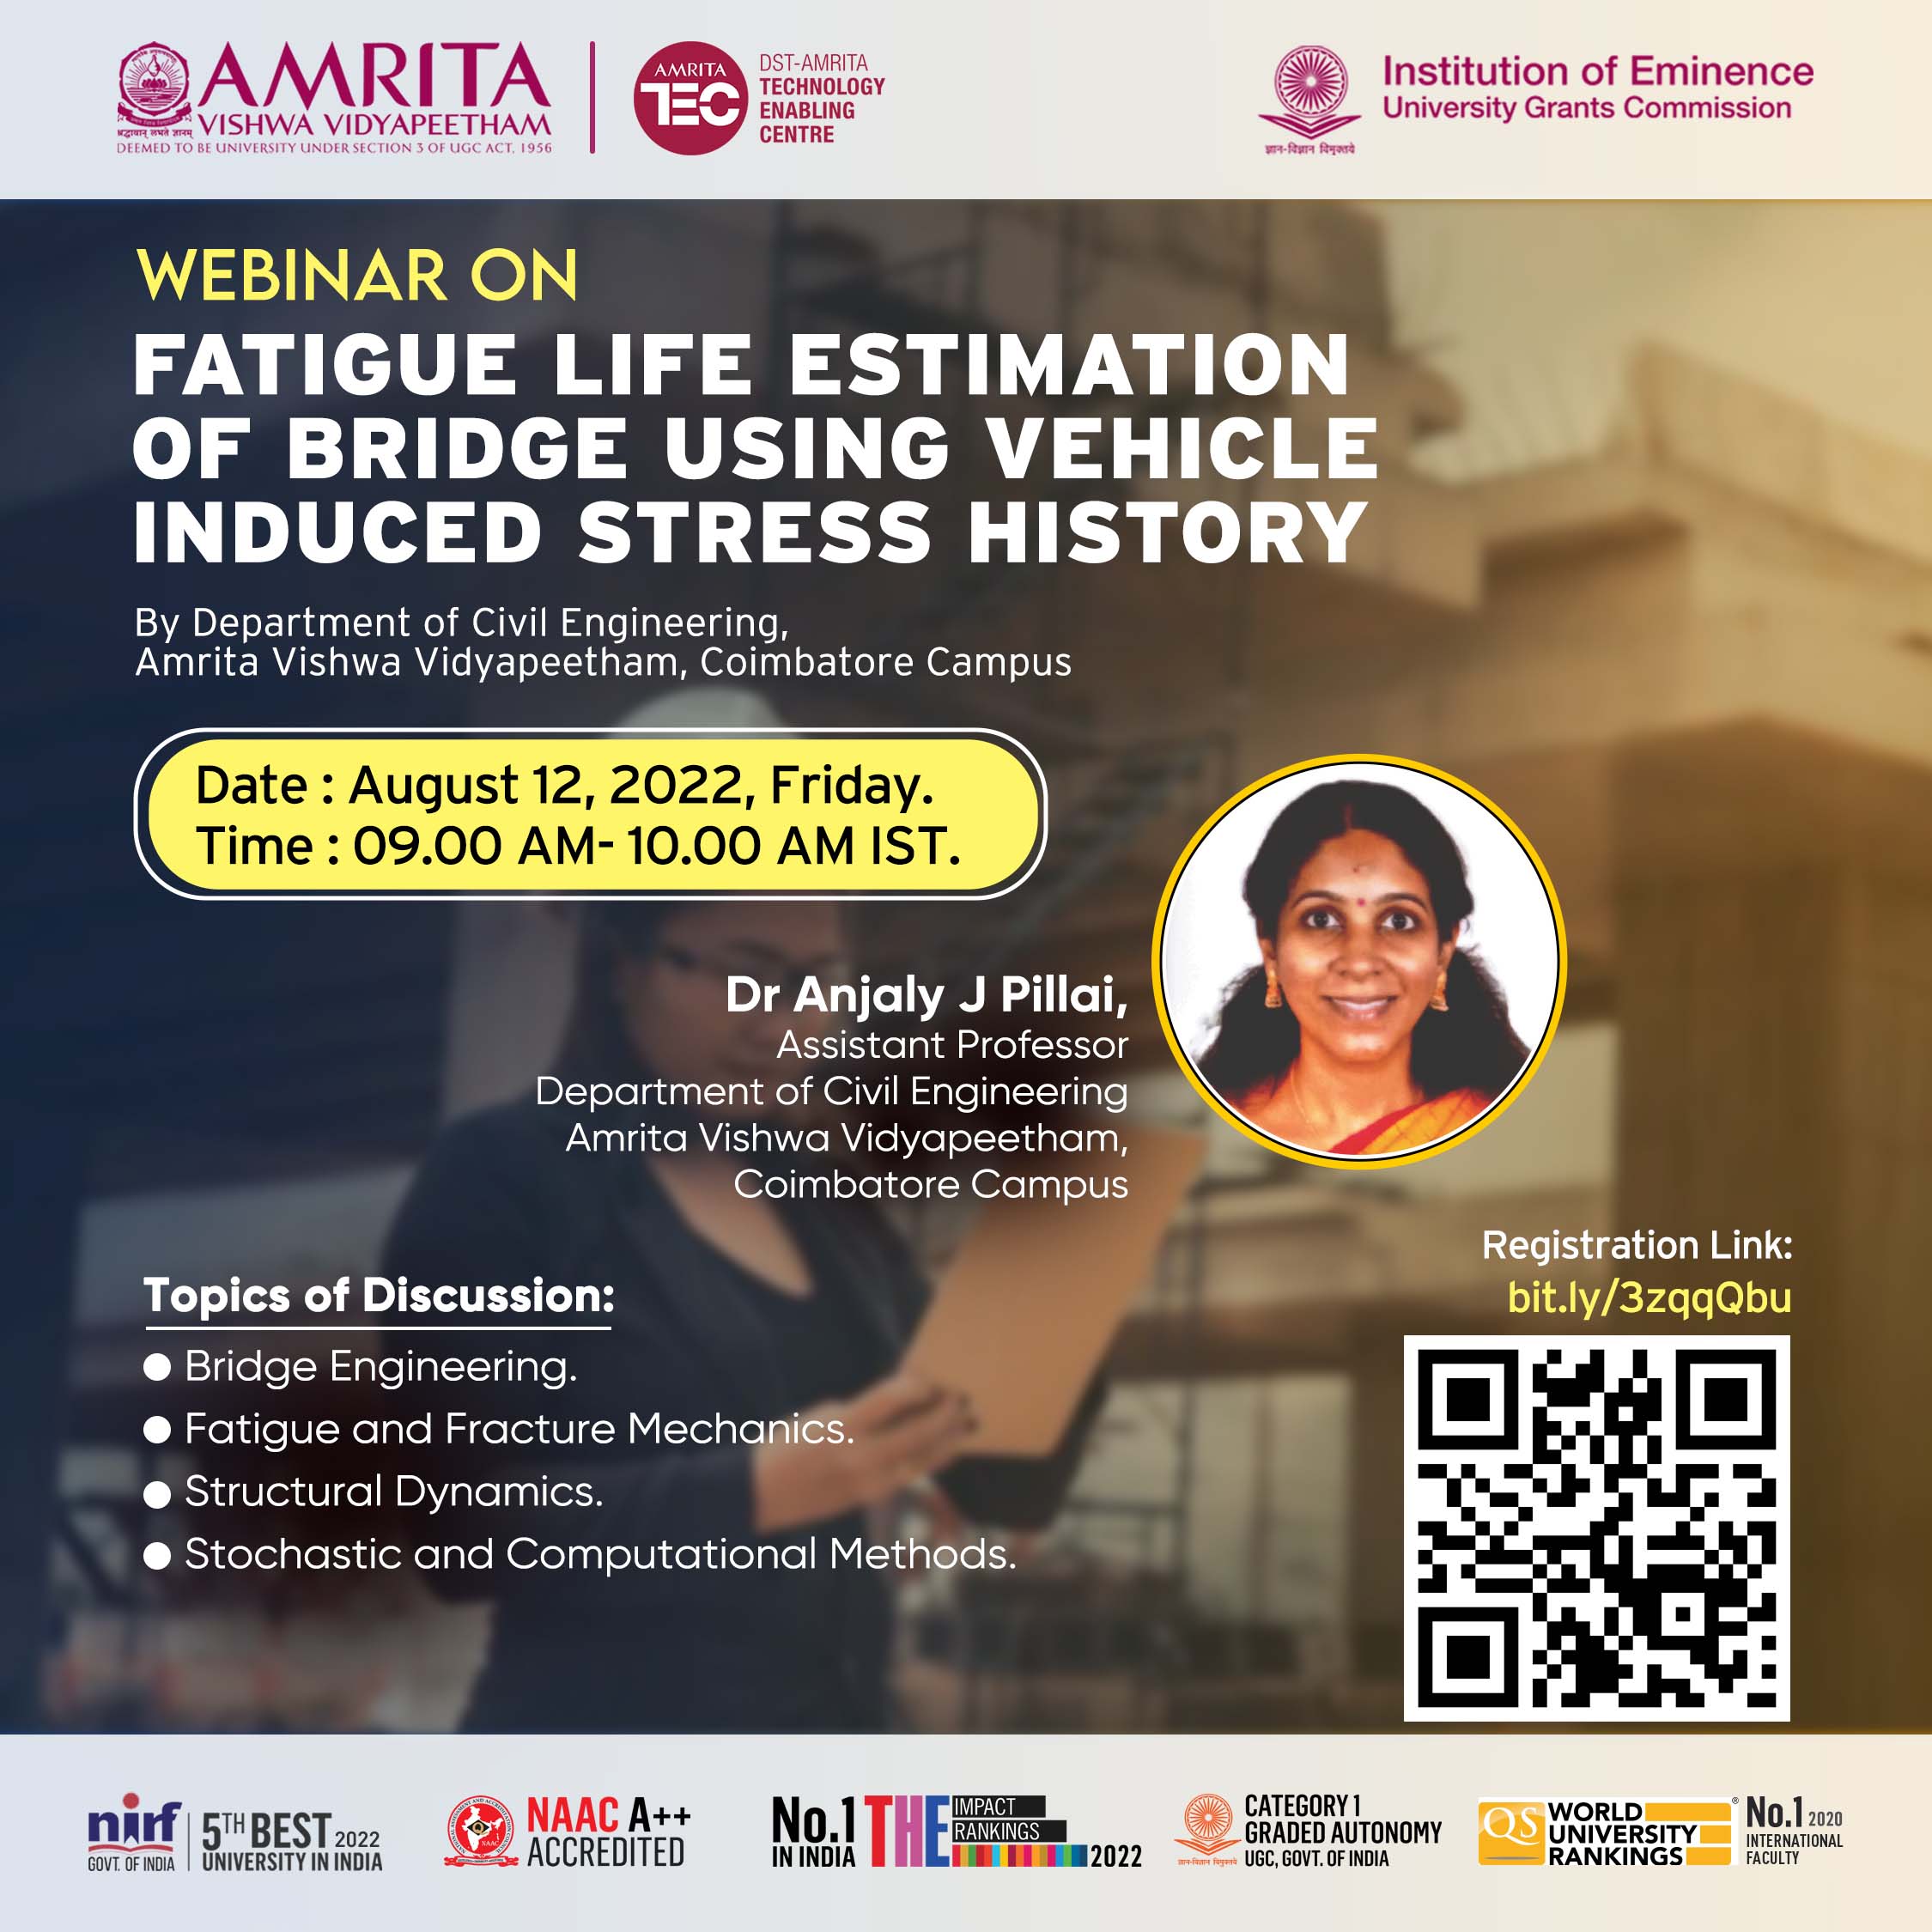 AMRITA
VISHWA VIDYAPEETHAM
श्रद्धावान् लभते ज्ञानम्
DEEMED TO BE UNIVERSITY UNDER SECTION 3 OF UGC ACT, 1956
AMRITA
TEC
DST-AMRITA
TECHNOLOGY
ENABLING
CENTRE
Institution of Eminence
University Grants Commission
ज्ञान-विज्ञान विमुक्तये
WEBINAR ON
FATIGUE LIFE ESTIMATION
OF BRIDGE USING VEHICLE
INDUCED STRESS HISTORY
By Department of Civil Engineering,
Amrita Vishwa Vidyapeetham, Coimbatore Campus
Date : August 12, 2022, Friday.
Time : 09.00 AM- 10.00 AM IST.
Dr Anjaly J Pillai,
Assistant Professor
Department of Civil Engineering
Amrita Vishwa Vidyapeetham,
Coimbatore Campus
Registration Link:
bit.ly/3zqqQbu
Topics of Discussion:
● Bridge Engineering.
● Fatigue and Fracture Mechanics.
● Structural Dynamics.
● Stochastic and Computational Methods.
nirf
GOVT. OF INDIA
5TH BEST 2022
UNIVERSITY IN INDIA
NAAC
NAAC A++
ACCREDITED
No.1
IN INDIA
THE
IMPACT
RANKINGS
2022
ज्ञान-विज्ञान विमुक्तये
CATEGORY 1
GRADED AUTONOMY
UGC, GOVT. OF INDIA
QS
WORLD
UNIVERSITY
RANKINGS
®
No.1 2020
INTERNATIONAL
FACULTY